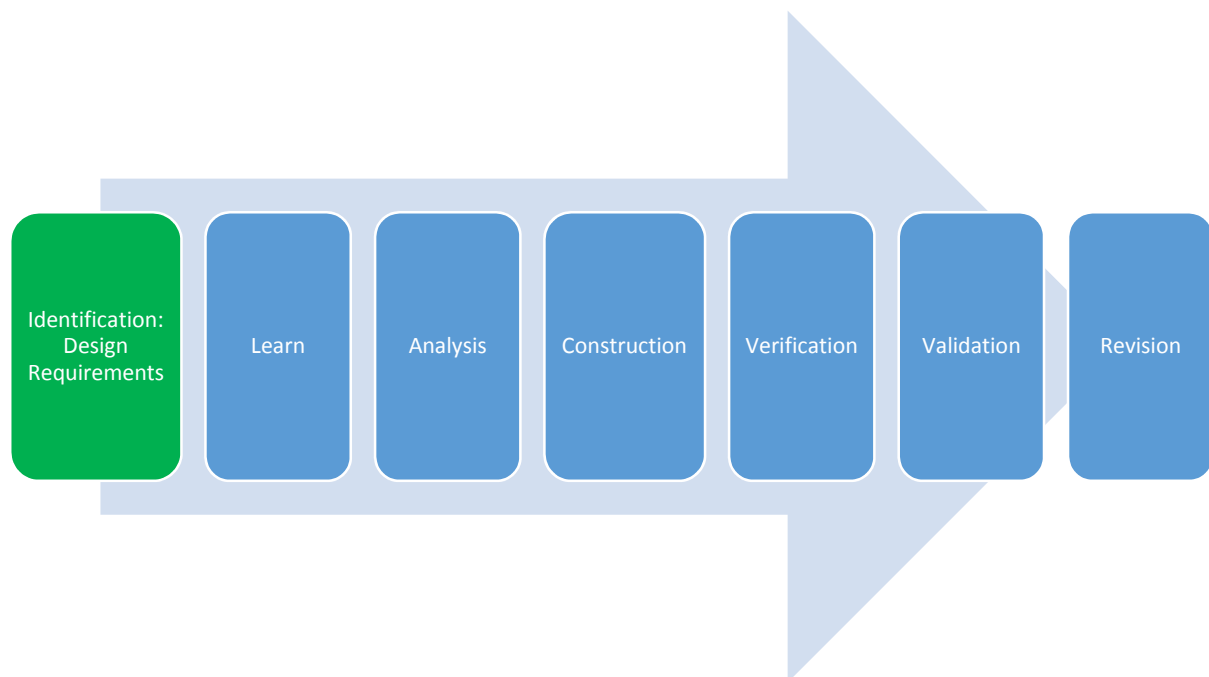 Identification:
Design
Requirements
Learn
Analysis
Construction
Verification
Validation
Revision